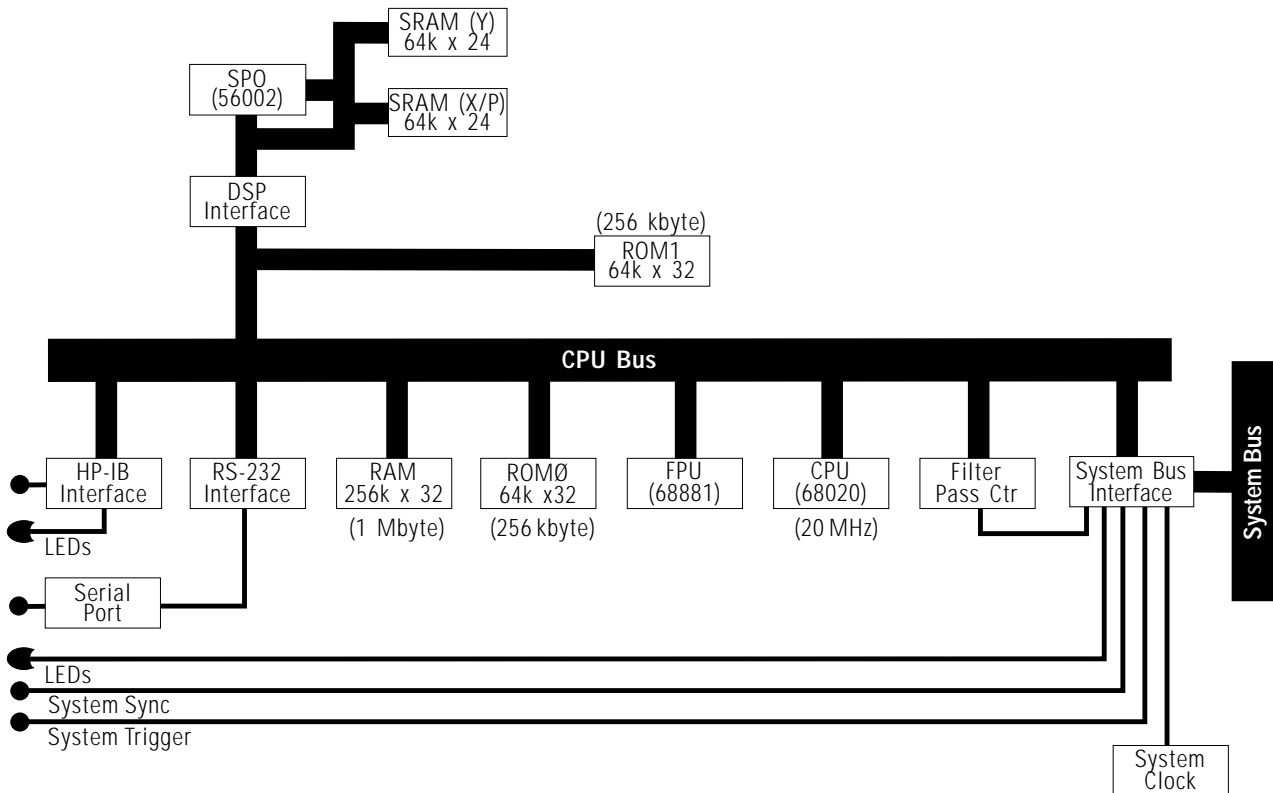 SRAM (Y)
64k x 24
SPO
(56002)
SRAM (X/P)
64k x 24
DSP
Interface
(256 kbyte)
ROM1
64k x 32
CPU Bus
System Bus
HP-IB
Interface
RS-232
Interface
RAM
256k x 32
(1 Mbyte)
ROMØ
64k x32
(256 kbyte)
FPU
(68881)
CPU
(68020)
(20 MHz)
Filter
Pass Ctr
System Bus
Interface
LEDs
Serial
Port
LEDs
System Sync
System Trigger
System
Clock